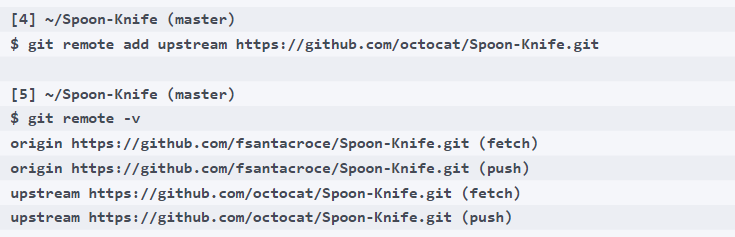 [4] ~/Spoon-Knife (master)
$ git remote add upstream https://github.com/octocat/Spoon-Knife.git
[5] ~/Spoon-Knife (master)
$ git remote -v
origin https://github.com/fsantacroce/Spoon-Knife.git (fetch)
origin https://github.com/fsantacroce/Spoon-Knife.git (push)
upstream https://github.com/octocat/Spoon-Knife.git (fetch)
upstream https://github.com/octocat/Spoon-Knife.git (push)